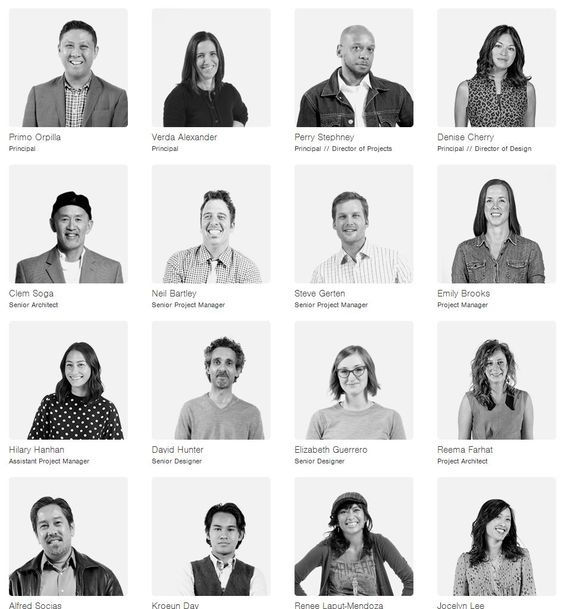 Primo Orpilla
Principal
Verda Alexander
Principal
Perry Stephney
Principal // Director of Projects
Denise Cherry
Principal // Director of Design
Clem Soga
Senior Architect
Neil Bartley
Senior Project Manager
Steve Gerten
Senior Project Manager
Emily Brooks
Project Manager
Hilary Hanhan
Assistant Project Manager
David Hunter
Senior Designer
Elizabeth Guerrero
Senior Designer
Reema Farhat
Project Architect
Alfred Socias
Kroeun Dav
Renee Laput-Mendoza
Jocelyn Lee